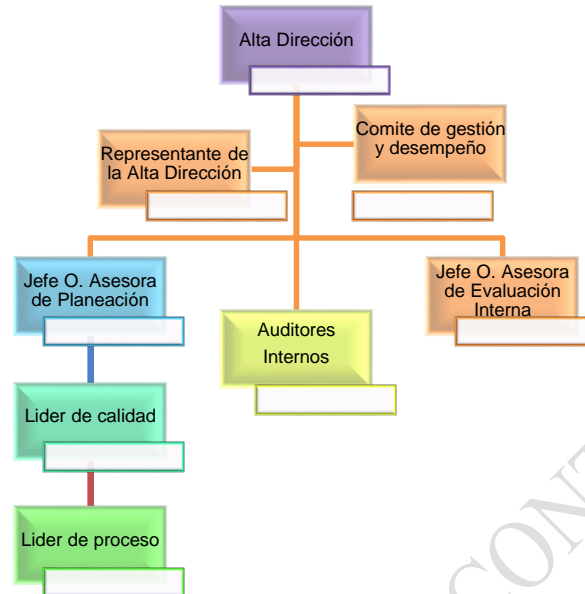 Alta Dirección
Comite de gestión
y desempeño
Representante de
la Alta Dirección
Jefe O. Asesora
de Planeación
Auditores
Internos
Jefe O. Asesora
de Evaluación
Interna
Lider de calidad
Lider de proceso
CONT